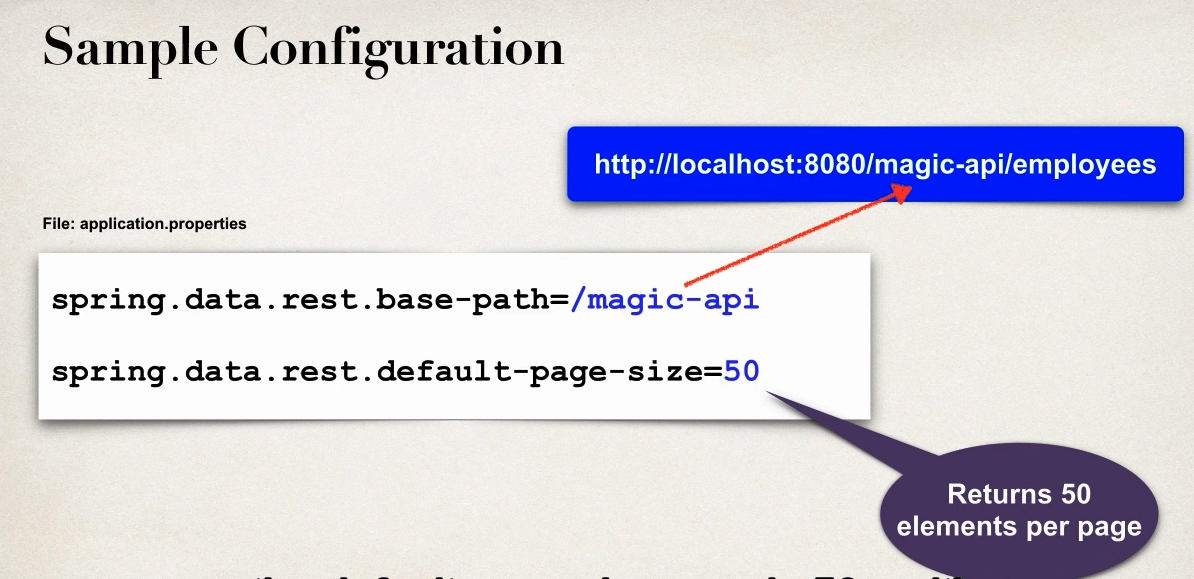 Sample Configuration
http://localhost:8080/magic-api/employees
File: application.properties
spring.data.rest.base-path=/magic-api
spring.data.rest.default-page-size=50
Returns 50
elements per page